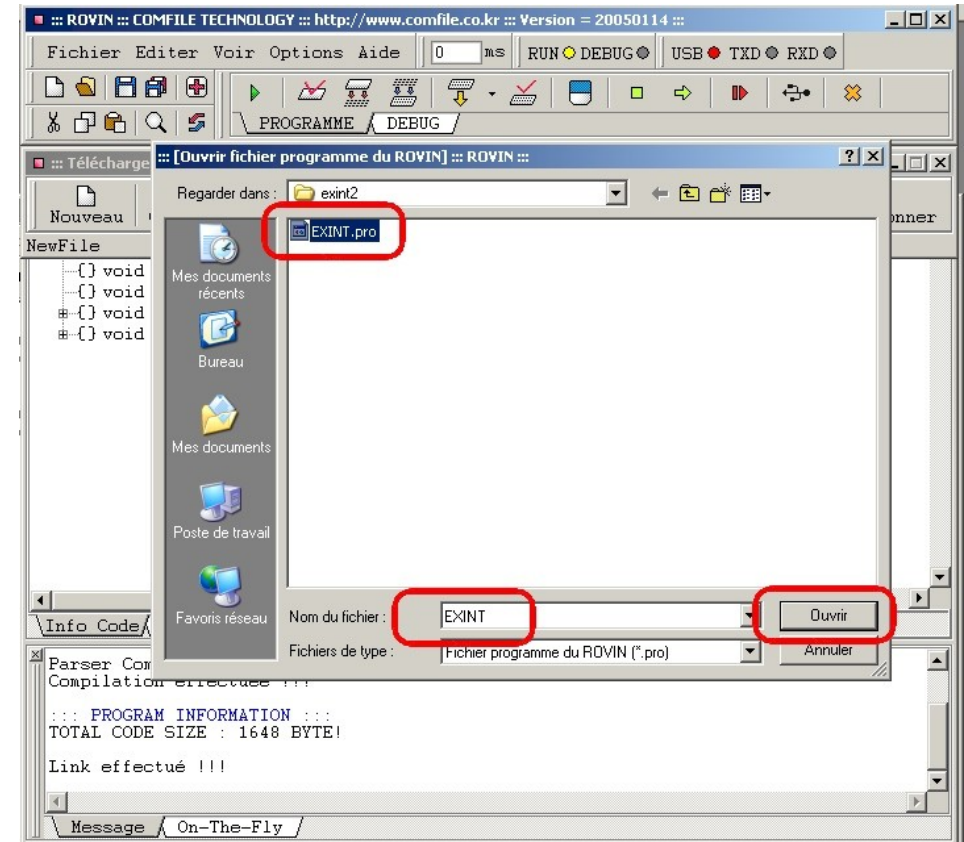 ::: ROVIN ::: COMFILE TECHNOLOGY ::: http://www.comfile.co.kr ::: Version = 20050114 :::
Fichier Editer Voir Options Aide 0 ms RUN DEBUG USB TXD RXD
PROGRAMME DEBUG
::: Télécharge
::: [Ouvrir fichier programme du ROVIN] ::: ROVIN :::
Regarder dans : exint2
Nouveau
onner
NewFile
EXINT.pro
{} void
{} void
{} void
{} void
Mes documents récents
Bureau
Mes documents
Poste de travail
Favoris réseau
Nom du fichier : EXINT Ouvrir
Fichiers de type : Fichier programme du ROVIN (*.pro) Annuler
Info Code
Parser Com
Compilation effectuée !!!
::: PROGRAM INFORMATION :::
TOTAL CODE SIZE : 1648 BYTE!
Link effectué !!!
Message On-The-Fly